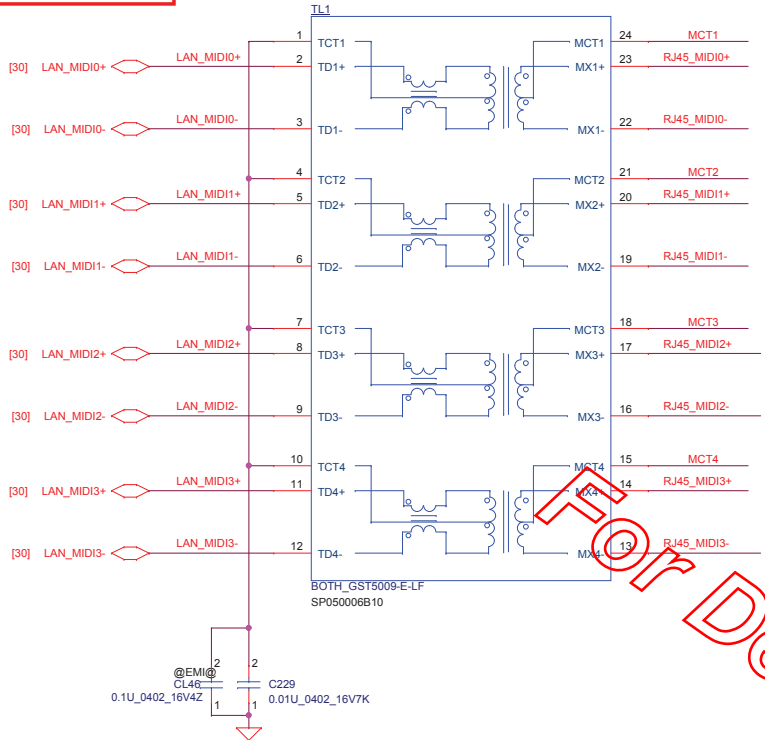 TL1
1 TCT1 MCT1 24 MCT1
[30] LAN_MIDI0+ LAN_MIDI0+ 2 TD1+ MX1+ 23 RJ45_MIDI0+
[30] LAN_MIDI0- LAN_MIDI0- 3 TD1- MX1- 22 RJ45_MIDI0-
4 TCT2 MCT2 21 MCT2
[30] LAN_MIDI1+ LAN_MIDI1+ 5 TD2+ MX2+ 20 RJ45_MIDI1+
[30] LAN_MIDI1- LAN_MIDI1- 6 TD2- MX2- 19 RJ45_MIDI1-
7 TCT3 MCT3 18 MCT3
[30] LAN_MIDI2+ LAN_MIDI2+ 8 TD3+ MX3+ 17 RJ45_MIDI2+
[30] LAN_MIDI2- LAN_MIDI2- 9 TD3- MX3- 16 RJ45_MIDI2-
10 TCT4 MCT4 15 MCT4
[30] LAN_MIDI3+ LAN_MIDI3+ 11 TD4+ MX4+ 14 RJ45_MIDI3+
[30] LAN_MIDI3- LAN_MIDI3- 12 TD4- MX4- 13 RJ45_MIDI3-
BOTH_GST5009-E-LF
SP050006B10
For
@EMI@ 2 2
CL46 C229
0.1U_0402_16V4Z 0.01U_0402_16V7K
1 1